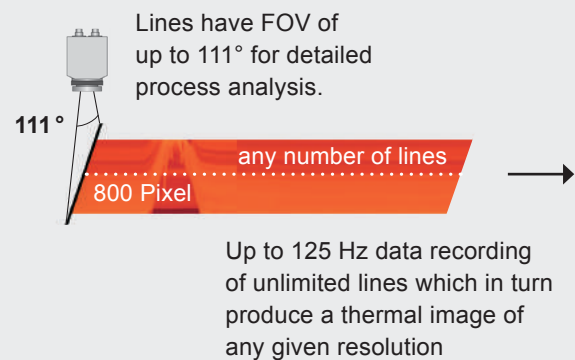 Lines have FOV of
up to 111° for detailed
process analysis.
111°
any number of lines
800 Pixel
Up to 125 Hz data recording
of unlimited lines which in turn
produce a thermal image of
any given resolution